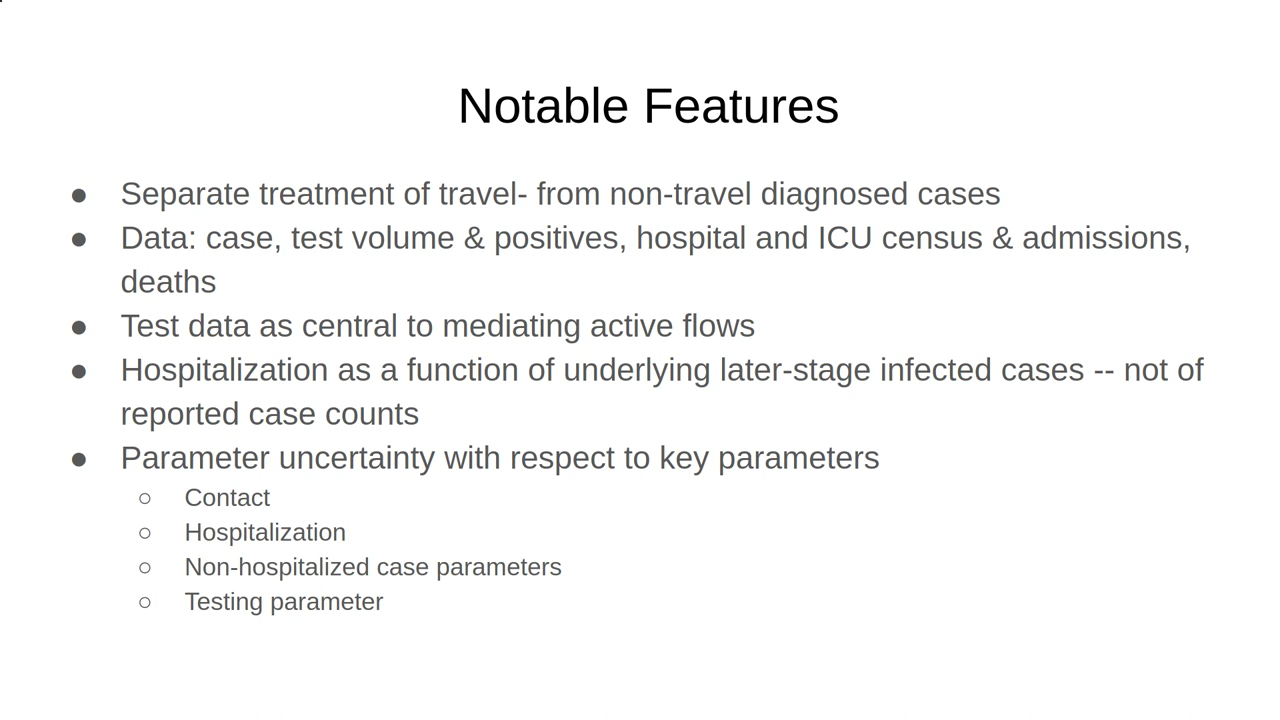 Notable Features
● Separate treatment of travel- from non-travel diagnosed cases
● Data: case, test volume & positives, hospital and ICU census & admissions,
deaths
● Test data as central to mediating active flows
● Hospitalization as a function of underlying later-stage infected cases -- not of
reported case counts
● Parameter uncertainty with respect to key parameters
○ Contact
○ Hospitalization
○ Non-hospitalized case parameters
○ Testing parameter